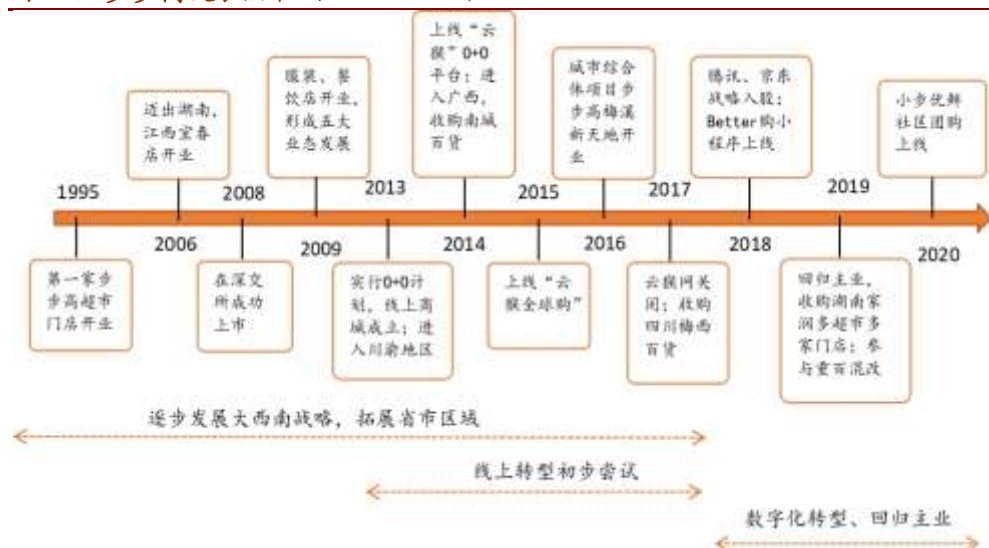 上线“云
猴”O+O
平台；进
入广西，
收购南城
百货
服装、餐
饮店开业，
形成五大
业态发展
城市综合
体项目步
步高梅溪
新天地开
业
腾讯、京东
战略入股；
Better购小
程序上线
迈出湖南，
江西宜春
店开业
小步优鲜
社区团购
上线
1995
2008
2013
2015
2017
2019
2006
2009
2014
2016
2018
2020
第一家步
步高超市
门店开业
在深交
所成功
上市
实行O+O计
划，线上商
城成立；进
入川渝地区
上线“云
猴全球购”
云猴网关
闭；收购
四川梅西
百货
回归主业，
收购湖南家
润多超市多
家门店；参
与重百混改
逐步发展大西南战略，拓展省市区域
线上转型初步尝试
数字化转型、回归主业